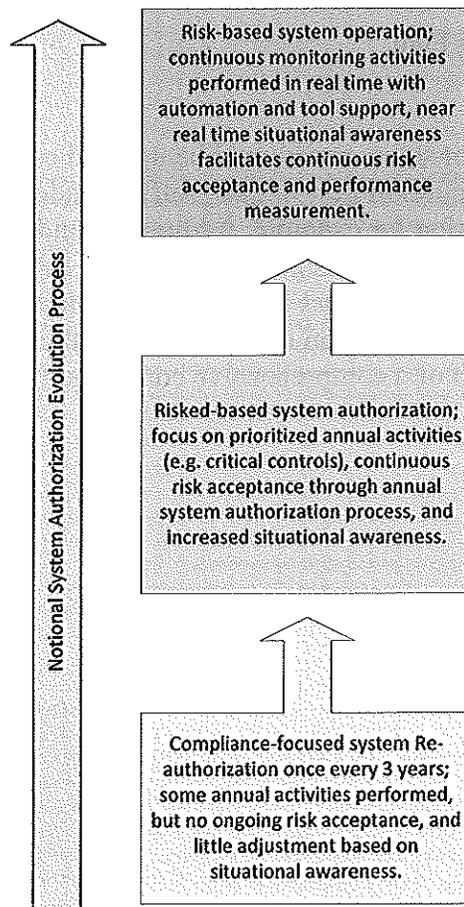 Risk-based system operation;
continuous monitoring activities
performed in real time with
automation and tool support, near
real time situational awareness
facilitates continuous risk
acceptance and performance
measurement.
Notional System Authorization Evolution Process
Risked-based system authorization;
focus on prioritized annual activities
(e.g. critical controls), continuous
risk acceptance through annual
system authorization process, and
increased situational awareness.
Compliance-focused system Re-
authorization once every 3 years;
some annual activities performed,
but no ongoing risk acceptance, and
little adjustment based on
situational awareness.